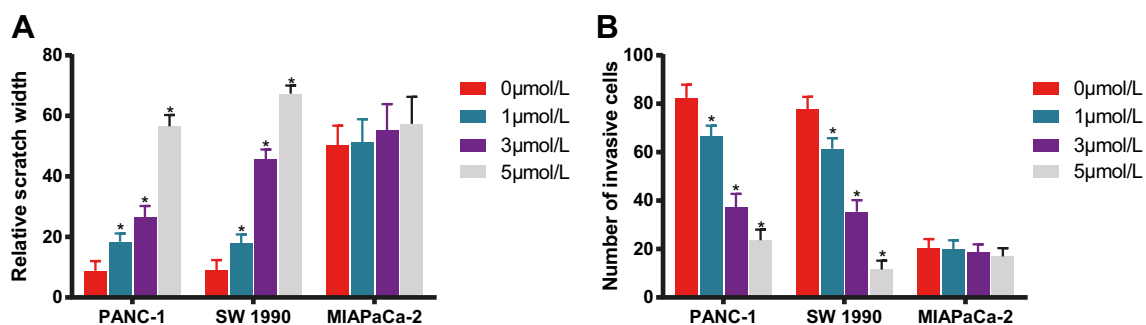 A
Relative scratch width
80
60
40
20
0
*
*
*
*
*
*
PANC-1
SW 1990
MIAPaCa-2
0μmol/L
1μmol/L
3μmol/L
5μmol/L
B
Number of invasive cells
100
80
60
40
20
0
*
*
*
*
*
*
PANC-1
SW 1990
MIAPaCa-2
0μmol/L
1μmol/L
3μmol/L
5μmol/L